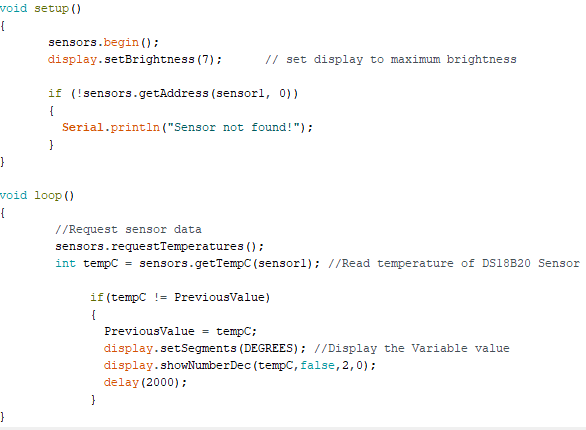 void setup()
{
sensors.begin();
display.setBrightness(7); // set display to maximum brightness
if (!sensors.getAddress(sensor1, 0))
{
Serial.println("Sensor not found!");
}
}
void loop()
{
//Request sensor data
sensors.requestTemperatures();
int tempC = sensors.getTempC(sensor1); //Read temperature of DS18B20 Sensor
if(tempC != PreviousValue)
{
PreviousValue = tempC;
display.setSegments(DEGREES); //Display the Variable value
display.showNumberDec(tempC,false,2,0);
delay(2000);
}
}